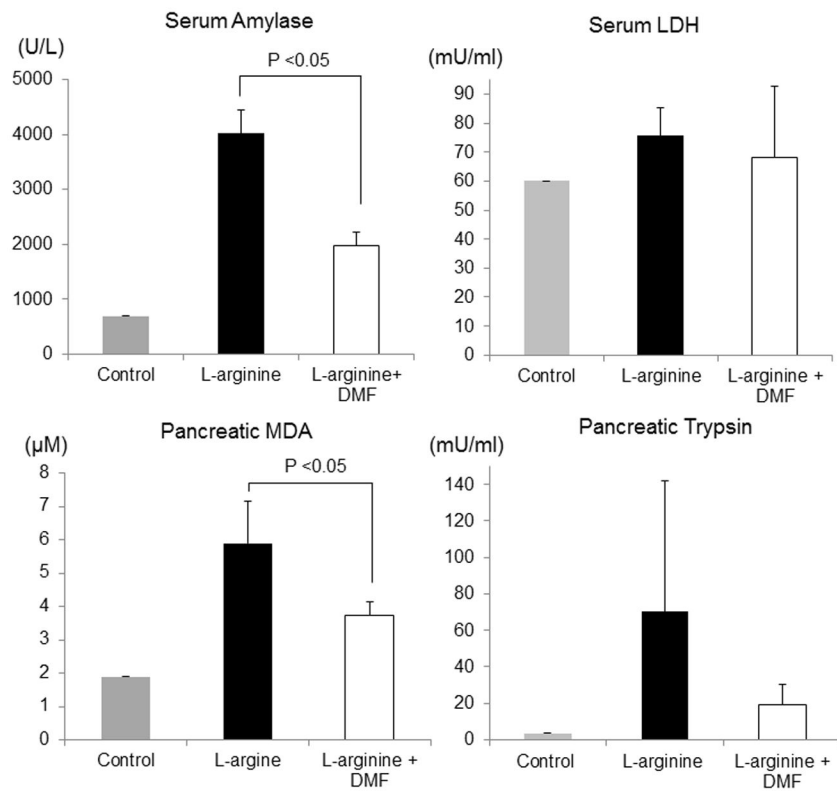 Serum Amylase
(U/L)
P <0.05
5000
4000
3000
2000
1000
0
Control
L-arginine
L-arginine+
DMF
Serum LDH
(mU/ml)
90
80
70
60
50
40
30
20
10
0
Control
L-arginine
L-arginine +
DMF
Pancreatic MDA
(µM)
P <0.05
8
7
6
5
4
3
2
1
0
Control
L-argine
L-arginine +
DMF
Pancreatic Trypsin
(mU/ml)
140
120
100
80
60
40
20
0
Control
L-arginine
L-arginine +
DMF